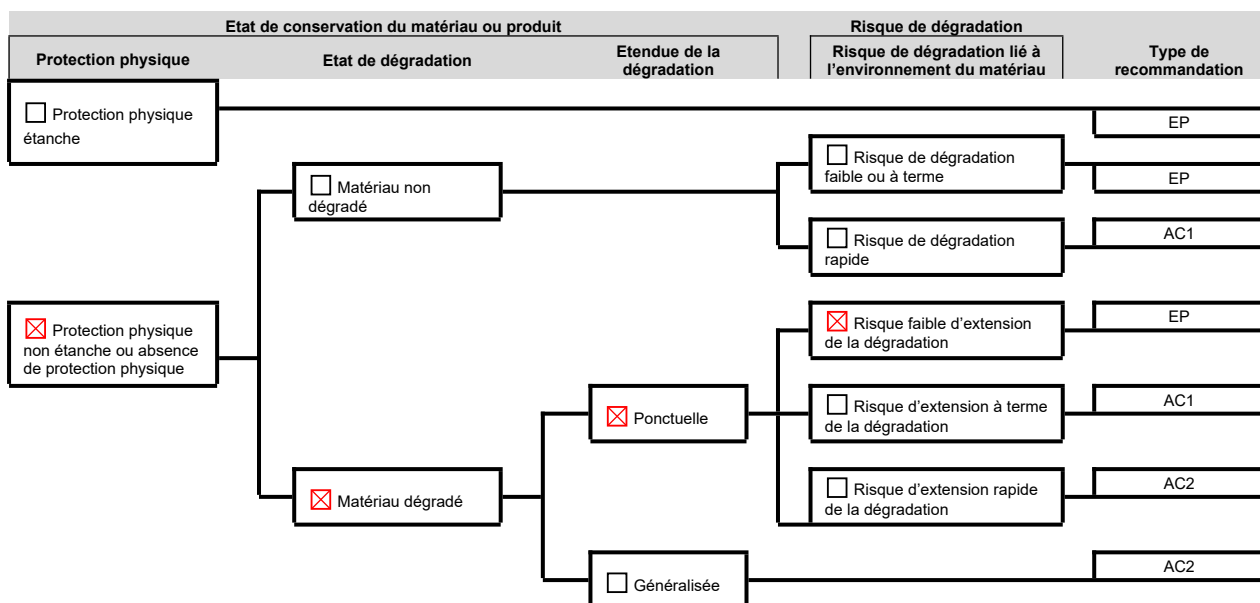 Etat de conservation du matériau ou produit
Risque de dégradation
Protection physique
Etat de dégradation
Etendue de la
dégradation
Risque de dégradation lié à
l'environnement du matériau
Type de
recommandation
Protection physique
étanche
EP
Matériau non
dégradé
Risque de dégradation
faible ou à terme
EP
Risque de dégradation
rapide
AC1
Protection physique
non étanche ou absence
de protection physique
Risque faible d'extension
de la dégradation
EP
Ponctuelle
Risque d'extension à terme
de la dégradation
AC1
Matériau dégradé
Risque d'extension rapide
de la dégradation
AC2
Généralisée
AC2